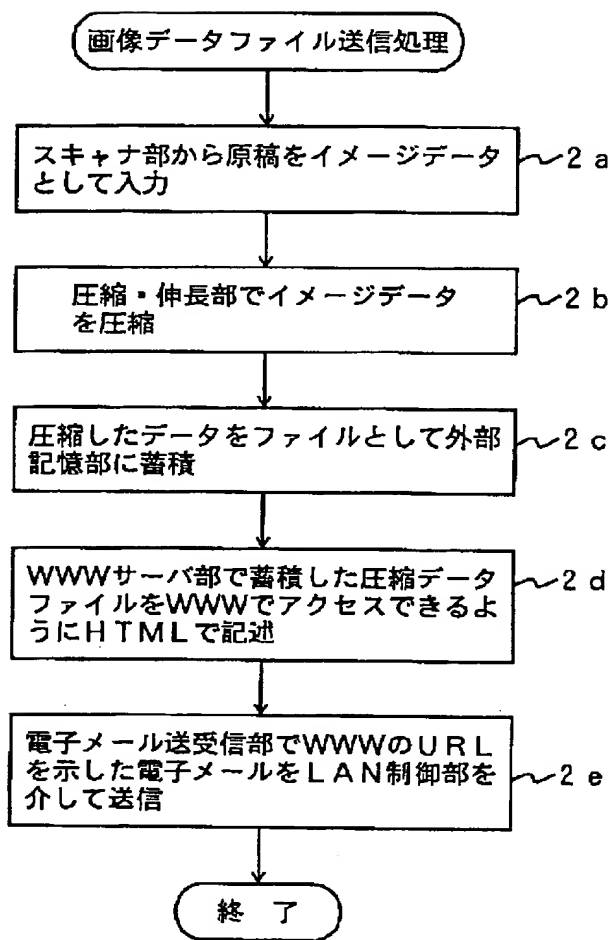 画像データファイル送信処理
スキャナ部から原稿をイメージデータ
として入力
2a
圧縮・伸長部でイメージデータ
を圧縮
2b
圧縮したデータをファイルとして外部
記憶部に蓄積
2c
WWWサーバ部で蓄積した圧縮データ
ファイルをWWWでアクセスできるよ
うにHTMLで記述
2d
電子メール送受信部でWWWのURL
を示した電子メールをLAN制御部を
介して送信
2e
終了